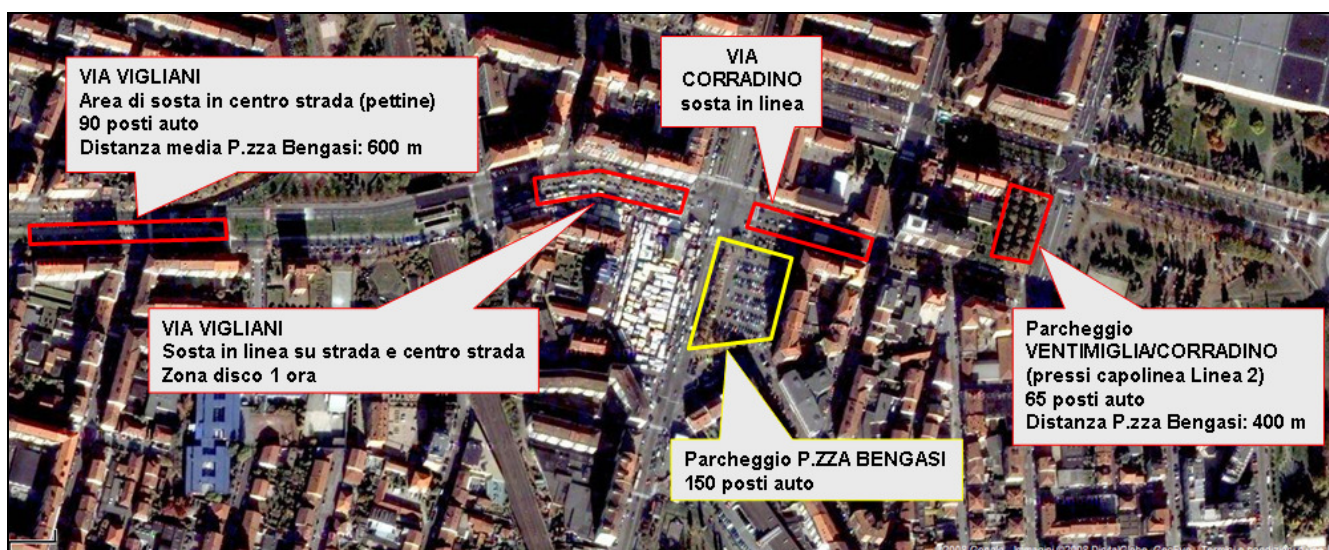 VIA VIGLIANI
Area di sosta in centro strada (pettine)
90 posti auto
Distanza media P.zza Bengasi: 600 m
VIA
CORRADINO
sosta in linea
VIA VIGLIANI
Sosta in linea su strada e centro strada
Zona disco 1 ora
Parcheggio P.ZZA BENGASI
150 posti auto
Parcheggio
VENTIMIGLIA/CORRADINO
(pressi capolinea Linea 2)
65 posti auto
Distanza P.zza Bengasi: 400 m